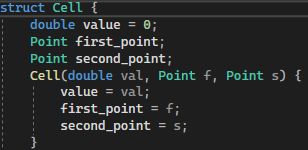 struct Cell {
    double value = 0;
    Point first_point;
    Point second_point;
    Cell(double val, Point f, Point s) {
        value = val;
        first_point = f;
        second_point = s;
    }